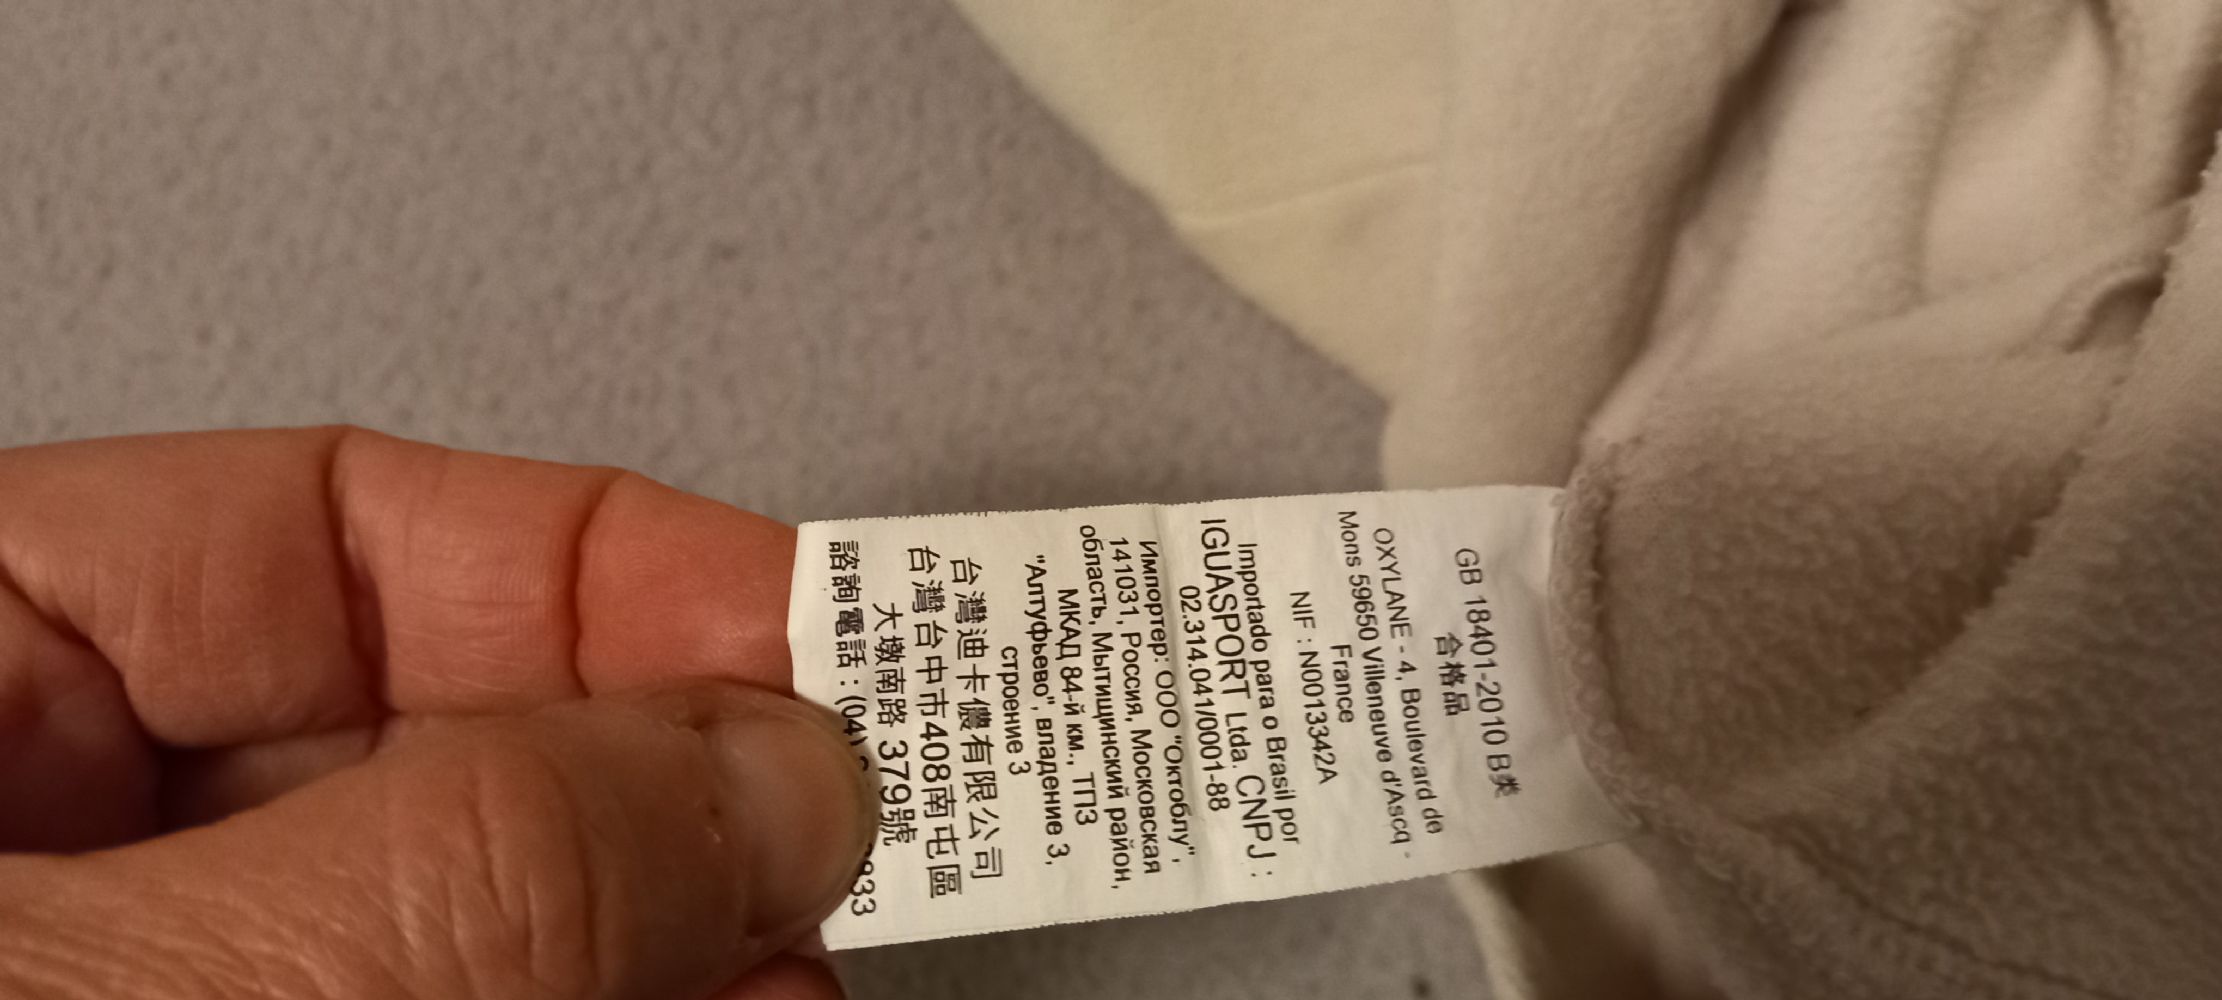 GB 18401-2010 B类
合格品
OXYLANE - 4, Boulevard de
Mons 59650 Villeneuve d'Ascq -
France
NIF : N0013342A
Importado para o Brasil por
IGUASPORT Ltda. CNPJ :
02.314.041/0001-88
Импортер: ООО "Октоблу",
141031, Россия, Московская
область, Мытищинский район,
МКАД 84-й км., ТПЗ
"Алтуфьево", владение 3,
строение 3
台灣迪卡儂有限公司
台灣台中市408南屯區
大墩南路 379號
諮詢電話 : (04)